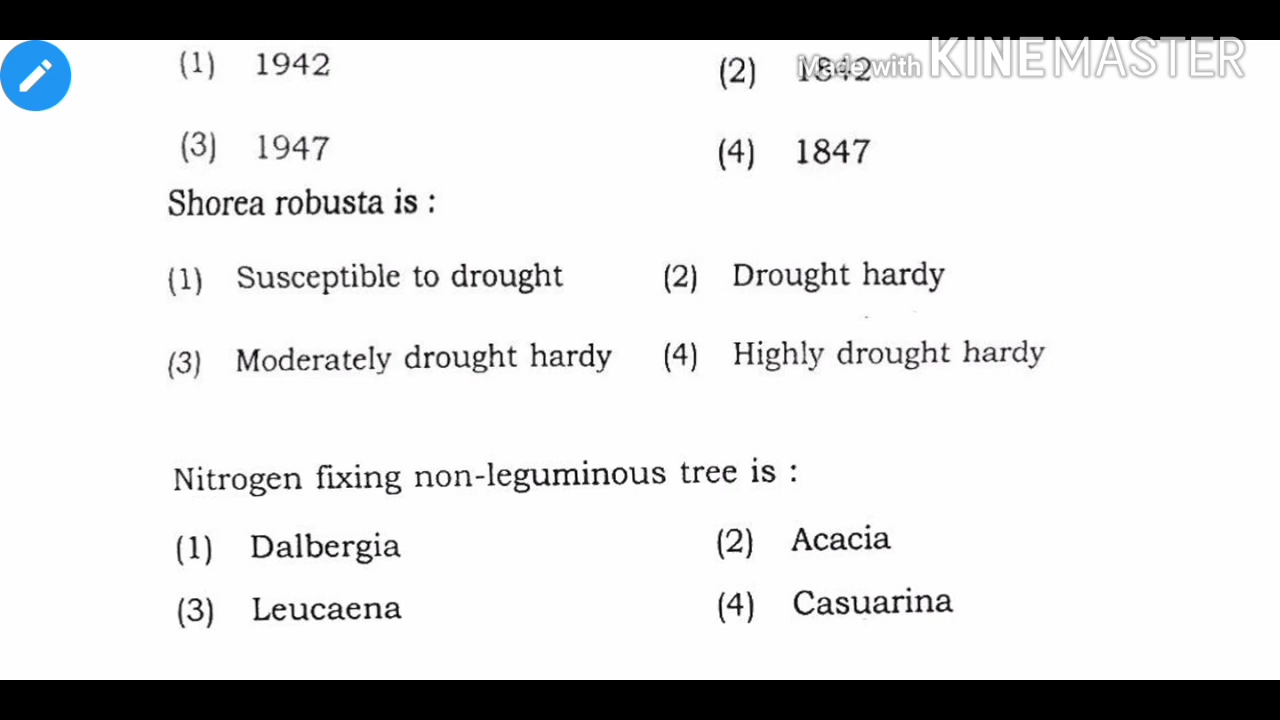 Made with KINEMASTER
(1) 1942 (2) 1842
(3) 1947 (4) 1847
Shorea robusta is :
(1) Susceptible to drought (2) Drought hardy
(3) Moderately drought hardy (4) Highly drought hardy
Nitrogen fixing non-leguminous tree is :
(1) Dalbergia (2) Acacia
(3) Leucaena (4) Casuarina